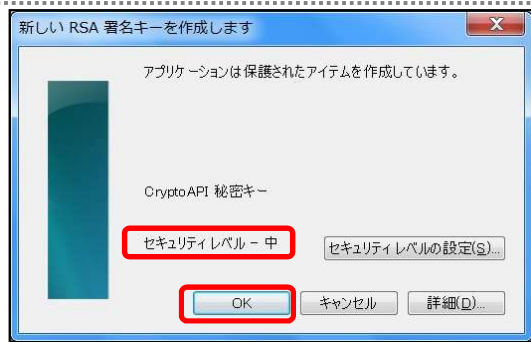 新しい RSA 署名キーを作成します
アプリケーションは保護されたアイテムを作成しています。
CryptoAPI 秘密キー
セキュリティ レベル - 中
セキュリティ レベルの設定(S)...
OK
キャンセル
詳細(D)...